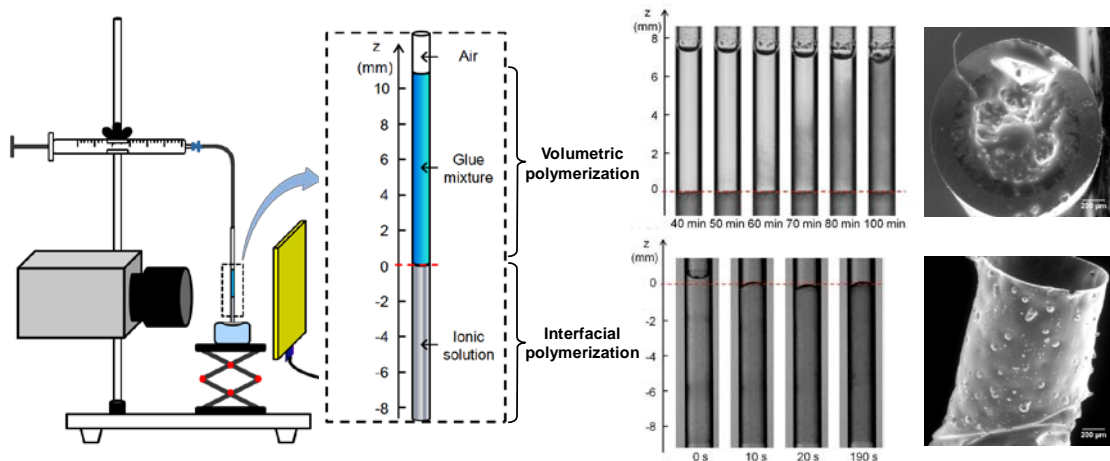 z
(mm)
10
8
6
4
2
0
-2
-4
-6
-8
Air
Glue
mixture
Ionic
solution
Volumetric
polymerization
Interfacial
polymerization
z
(mm)
8
6
4
2
0
40 min 50 min 60 min 70 min 80 min 100 min
200 µm
z
(mm)
0
-2
-4
-6
-8
0 s 10 s 20 s 190 s
200 µm